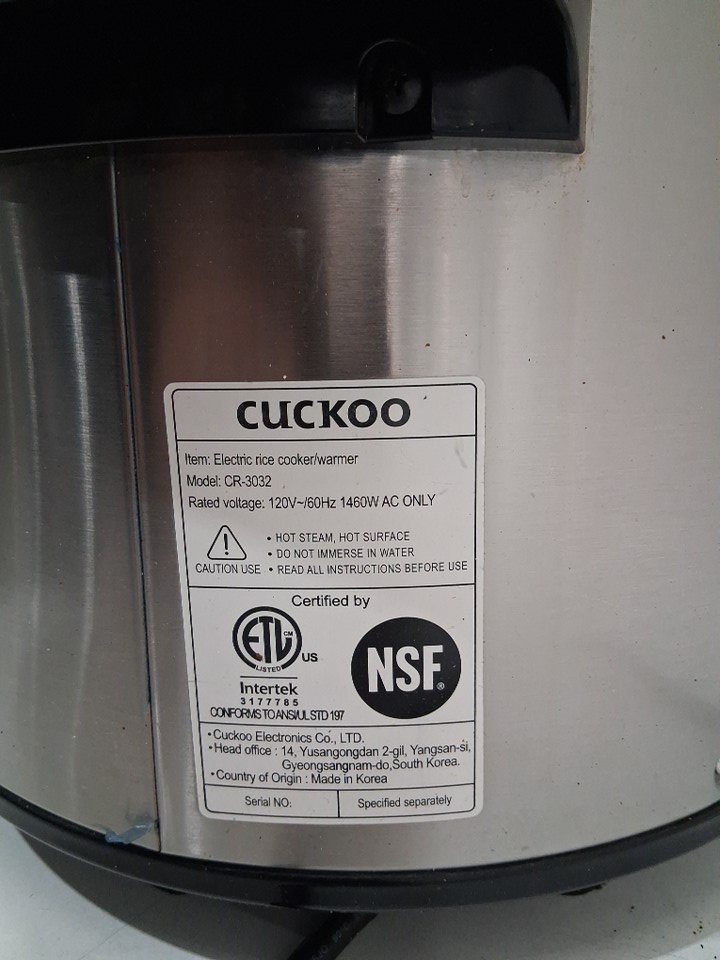 CUCKOO
Item: Electric rice cooker/warmer
Model: CR-3032
Rated voltage: 120V~/60Hz 1460W AC ONLY
• HOT STEAM, HOT SURFACE
• DO NOT IMMERSE IN WATER
CAUTION USE • READ ALL INSTRUCTIONS BEFORE USE
Certified by
ETL CM
LISTED
US
NSF®
Intertek
3177785
CONFORMS TO ANSI/UL STD 197
•Cuckoo Electronics Co., LTD.
•Head office : 14, Yusangongdan 2-gil, Yangsan-si,
Gyeongsangnam-do,South Korea.
•Country of Origin : Made in Korea
Serial NO: Specified separately